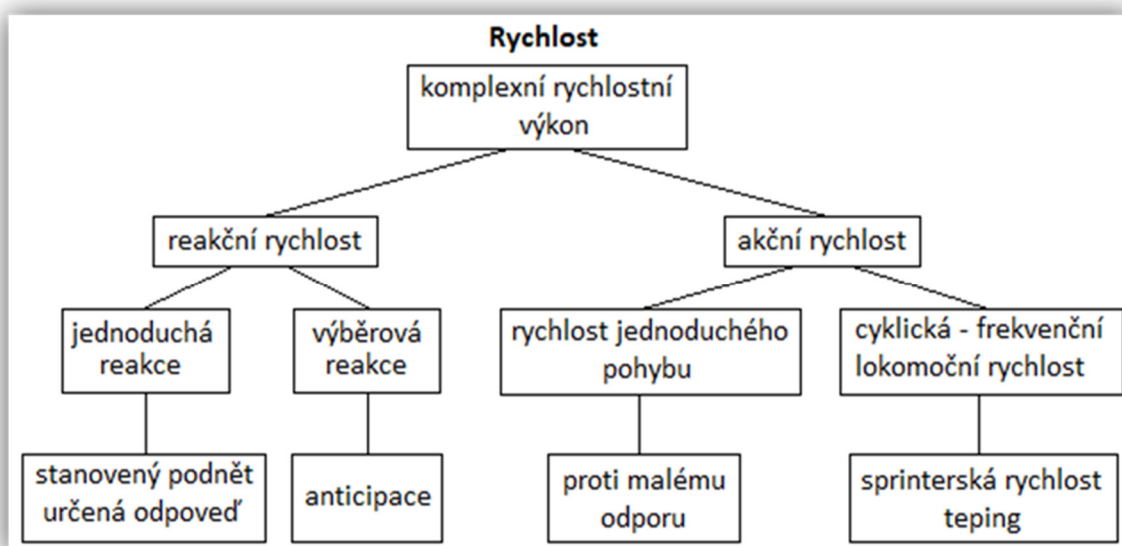 Rychlost
komplexní rychlostní
výkon
reakční rychlost
akční rychlost
jednoduchá
reakce
výběrová
reakce
rychlost jednoduchého
pohybu
cyklická - frekvenční
lokomoční rychlost
stanovený podnět
určená odpoveď
anticipace
proti malému
odporu
sprinterská rychlost
teping